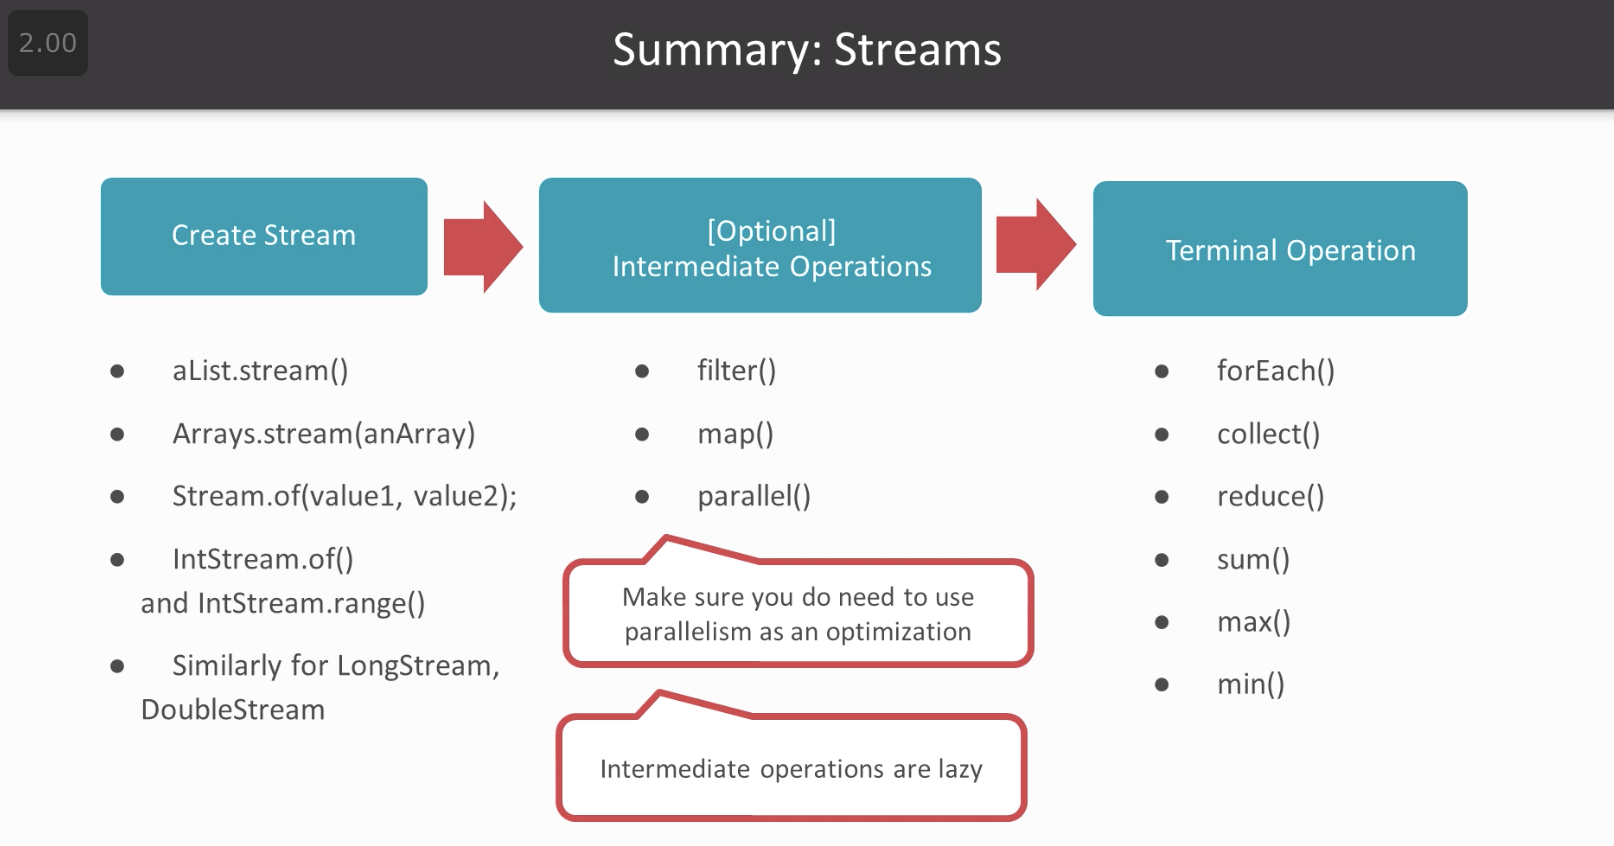 2.00
Summary: Streams
Create Stream
[Optional]
Intermediate Operations
Terminal Operation
● aList.stream()
● Arrays.stream(anArray)
● Stream.of(value1, value2);
● IntStream.of()
and IntStream.range()
● Similarly for LongStream,
DoubleStream
● filter()
● map()
● parallel()
Make sure you do need to use
parallelism as an optimization
Intermediate operations are lazy
● forEach()
● collect()
● reduce()
● sum()
● max()
● min()